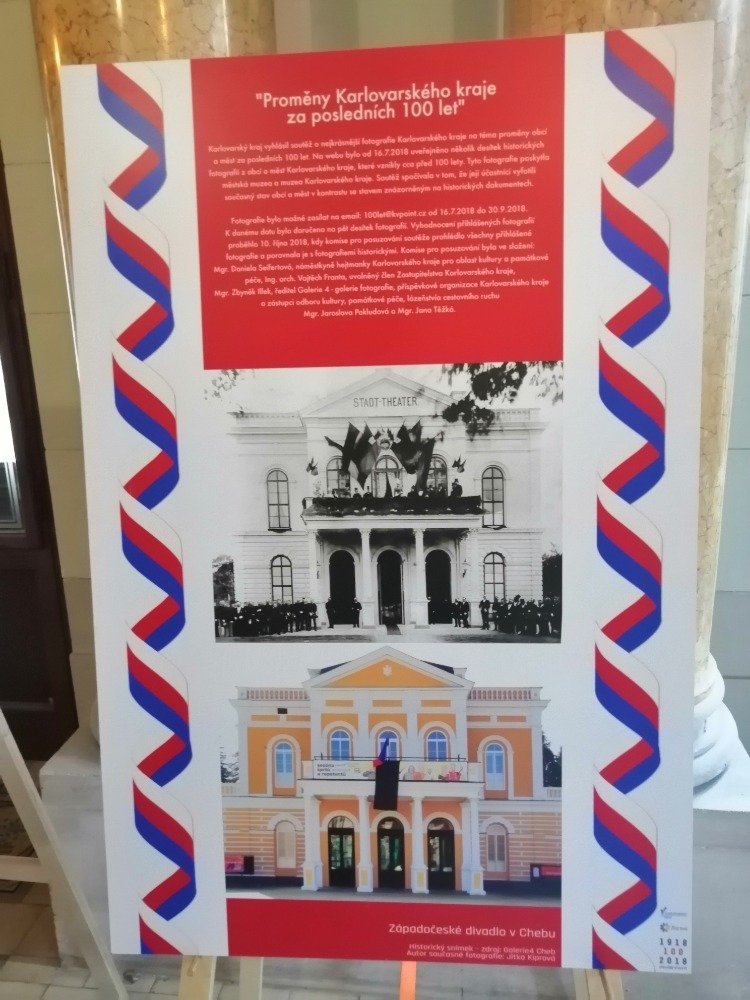 "Proměny Karlovarského kraje
za posledních 100 let"
Karlovarský kraj vyhlásil soutěž o nejkrásnější fotografie Karlovarského kraje na téma proměny obcí
a měst za posledních 100 let. Na webu bylo od 16.7.2018 uveřejněno několik desítek historických
fotografií z obcí a měst Karlovarského kraje, které vznikly cca před 100 lety. Tyto fotografie poskytla
městská muzea a muzea Karlovarského kraje. Soutěž spočívala v tom, že její účastníci vyfotili
současný stav obcí a měst v kontrastu se stavem znázorněným na historických dokumentech.
Fotografie bylo možné zasílat na email: 100let@kvpoint.cz od 16.7.2018 do 30.9.2018.
K danému datu bylo doručeno na pět desítek fotografií. Vyhodnocení přihlášených fotografií
proběhlo 10. října 2018, kdy komise pro posuzování soutěže prohlédla všechny přihlášené
fotografie a porovnala je s fotografiemi historickými. Komise pro posuzování byla ve složení:
Mgr. Daniela Seifertová, náměstkyně hejtmanky Karlovarského kraje pro oblast kultury a památkové
péče, Ing. arch. Vojtěch Franta, uvolněný člen Zastupitelstva Karlovarského kraje,
Mgr. Zbyněk Illek, ředitel Galerie 4 - galerie fotografie, příspěvkové organizace Karlovarského kraje
a zástupci odboru kultury, památkové péče, lázeňství a cestovního ruchu
Mgr. Jaroslava Pokludová a Mgr. Jana Těžká.
STADT-THEATER
Západočeské divadlo v Chebu
Historický snímek - zdroj: Galerie4 Cheb
Autor současné fotografie: Jitka Kiprová
1918
100
2018